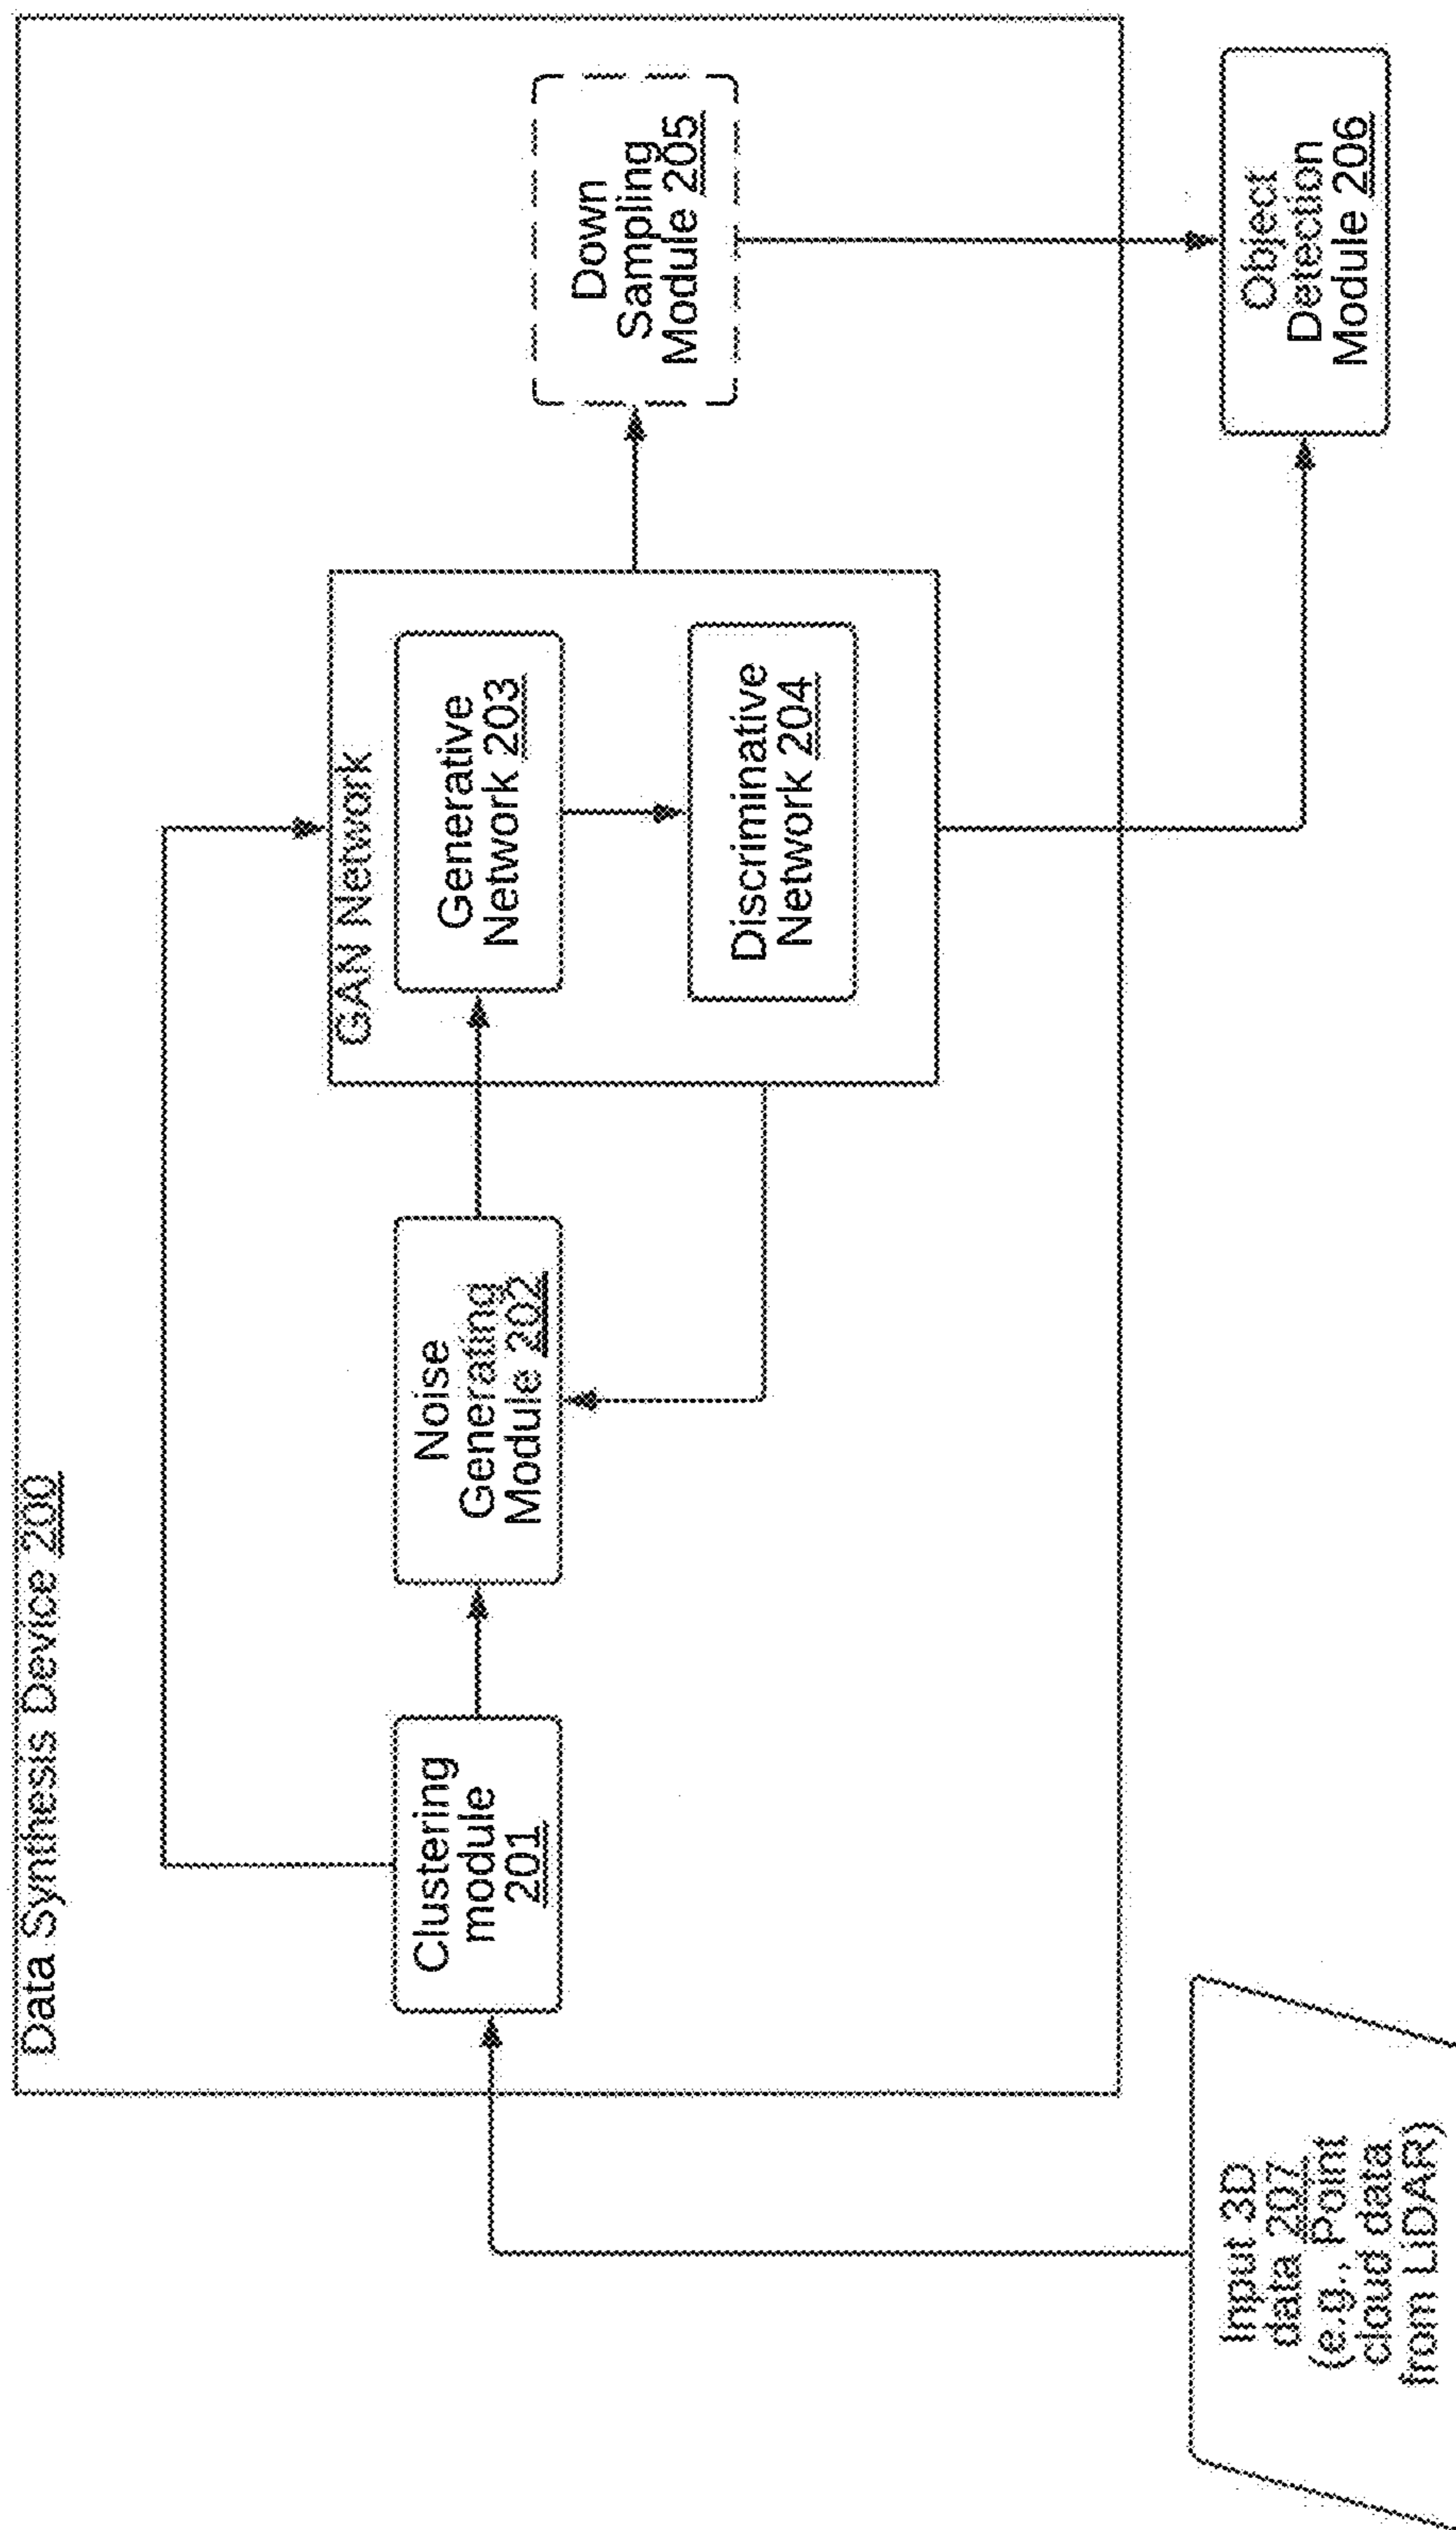 Data Synthesis Device 200
Clustering
module
201
Noise
Generating
Module 202
GAN Network
Generative
Network 203
Discriminative
Network 204
Down
Sampling
Module 205
Object
Detection
Module 206
Input 3D
data 207
(e.g., Point
cloud data
from LiDAR)